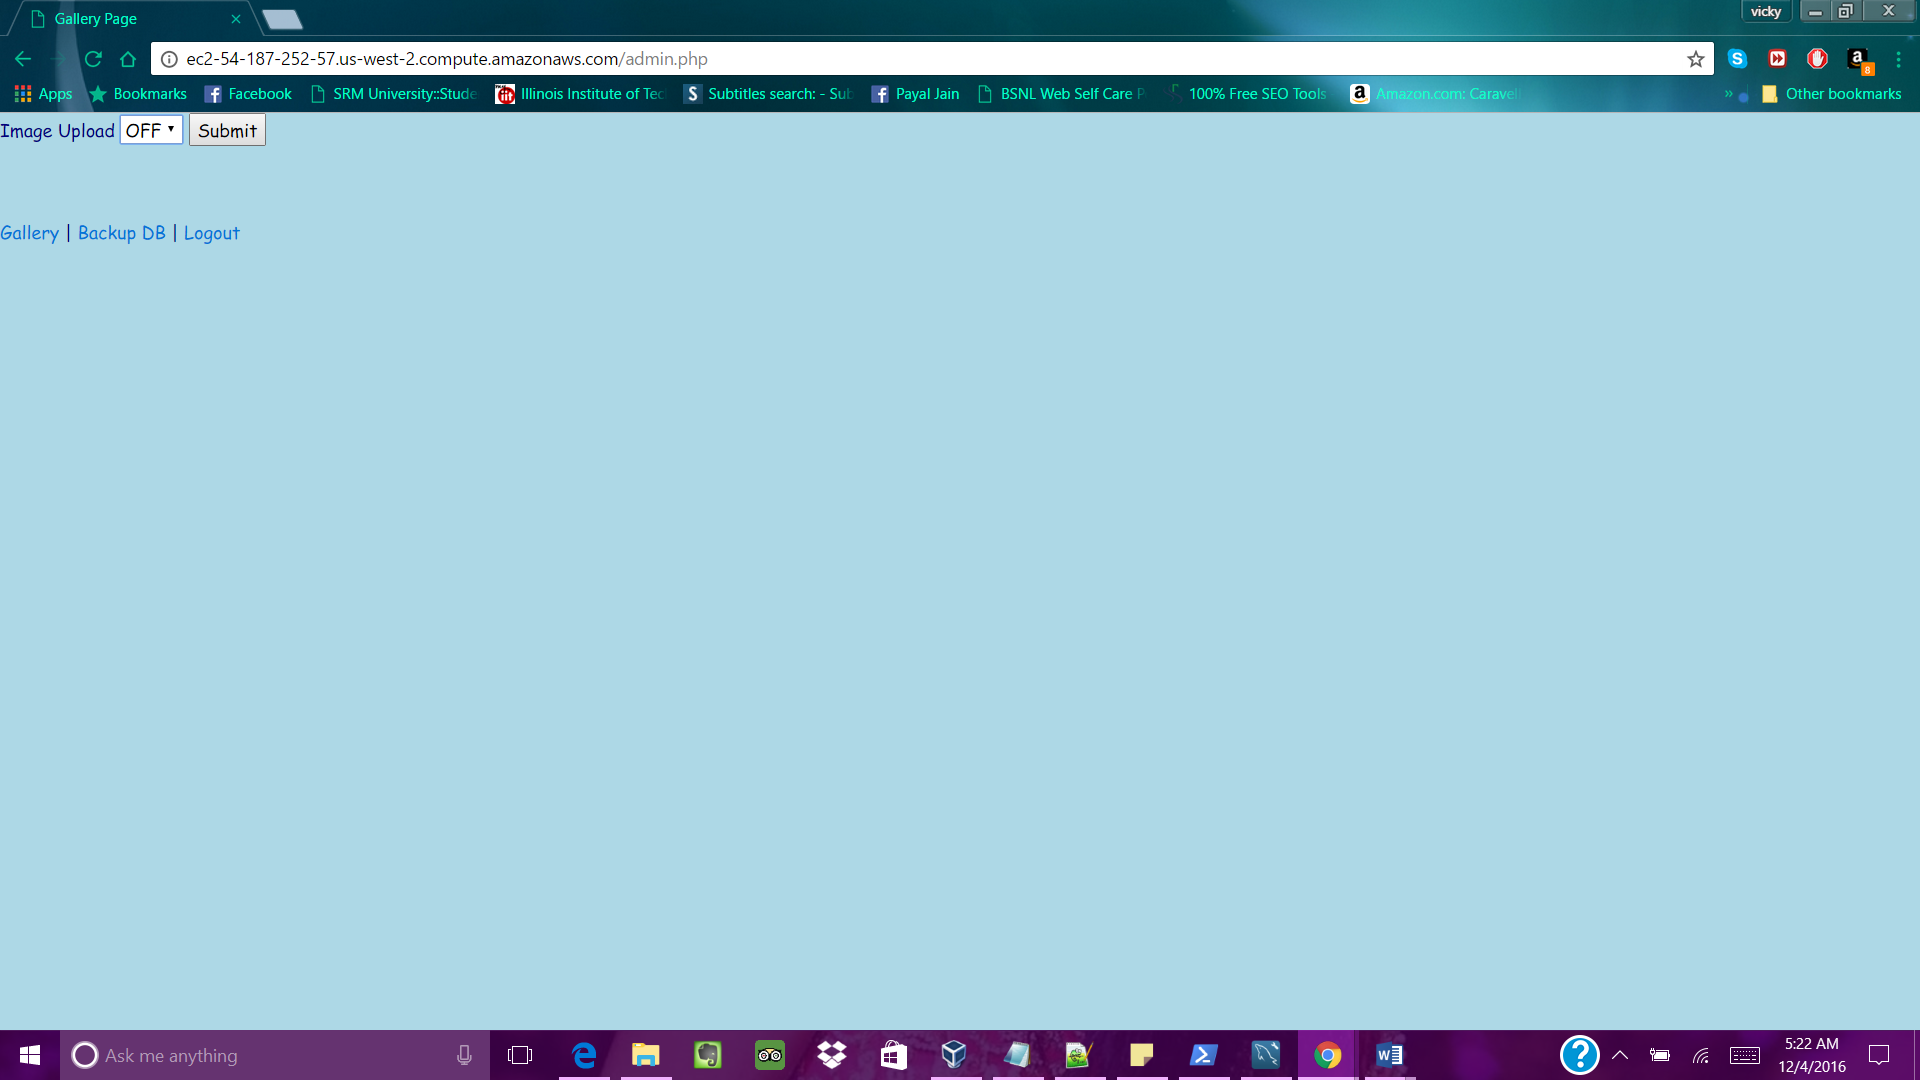 Gallery Page
vicky
ec2-54-187-252-57.us-west-2.compute.amazonaws.com/admin.php
S
a
8
Apps Bookmarks Facebook SRM University::Stude Illinois Institute of Tec S Subtitles search: - Sub Payal Jain BSNL Web Self Care P 100% Free SEO Tools a Amazon.com: Caravell » Other bookmarks
Image Upload OFF Submit
Gallery | Backup DB | Logout
Ask me anything
5:22 AM
12/4/2016